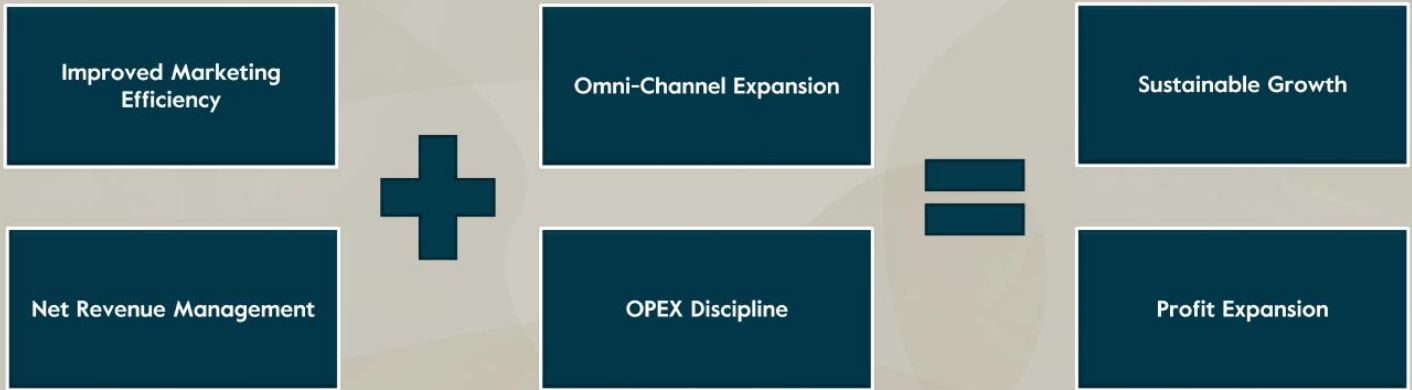 Improved Marketing
Efficiency
Omni-Channel Expansion
Sustainable Growth
Net Revenue Management
OPEX Discipline
Profit Expansion